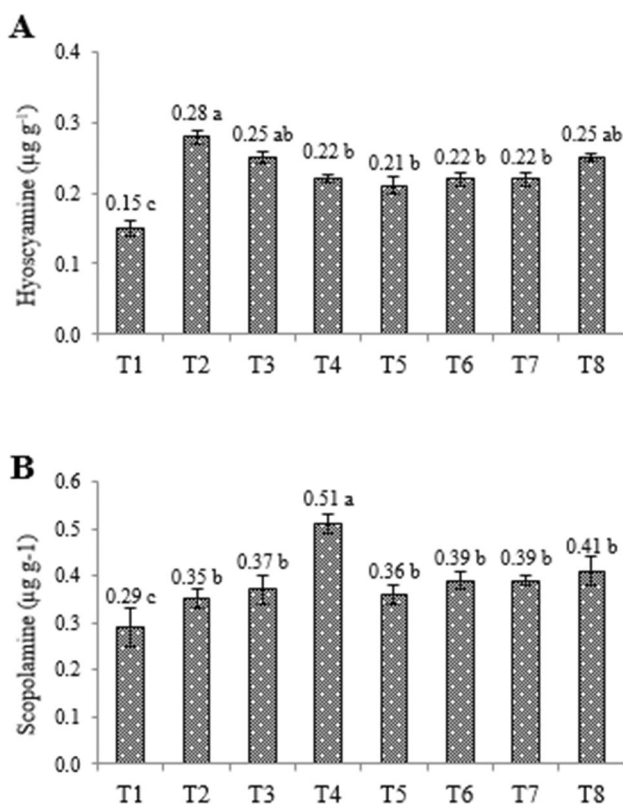 A
Hyoscyamine (µg g-1)
0.4
0.3
0.2
0.1
0.0
0.15 c
0.28 a
0.25 ab
0.22 b
0.21 b
0.22 b
0.22 b
0.25 ab
T1 T2 T3 T4 T5 T6 T7 T8
B
Scopolamine (µg g-1)
0.6
0.5
0.4
0.3
0.2
0.1
0.0
0.29 c
0.35 b
0.37 b
0.51 a
0.36 b
0.39 b
0.39 b
0.41 b
T1 T2 T3 T4 T5 T6 T7 T8